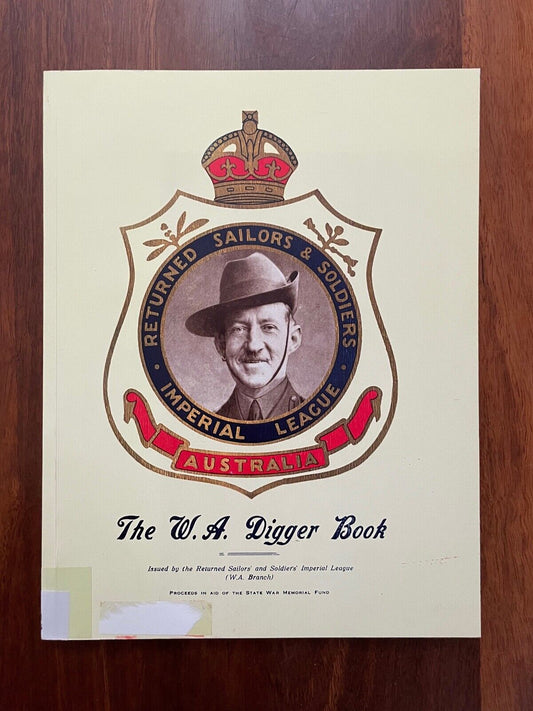 RETURNED SAILORS & SOLDIERS
IMPERIAL LEAGUE
AUSTRALIA
The W.A. Digger Book
Issued by the Returned Sailors' and Soldiers' Imperial League
(W.A. Branch)
PROCEEDS IN AID OF THE STATE WAR MEMORIAL FUND